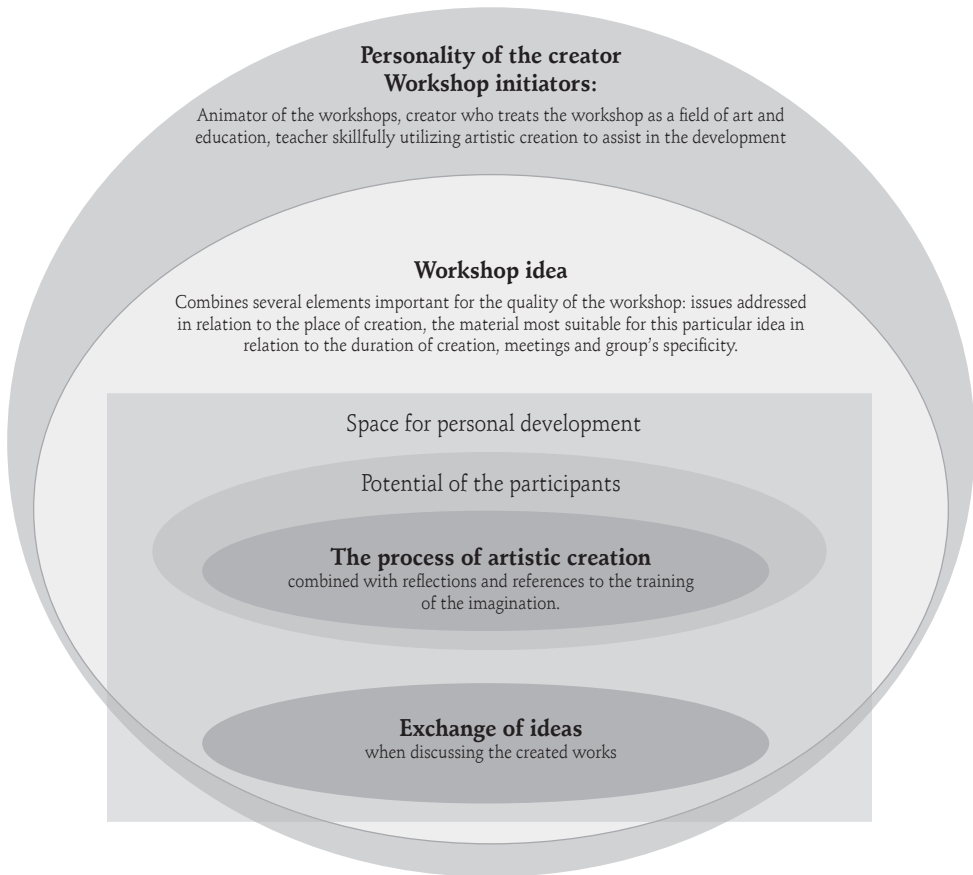 Personality of the creator
Workshop initiators:
Animator of the workshops, creator who treats the workshop as a field of art and
education, teacher skillfully utilizing artistic creation to assist in the development
Workshop idea
Combines several elements important for the quality of the workshop: issues addressed
in relation to the place of creation, the material most suitable for this particular idea in
relation to the duration of creation, meetings and group’s specificity.
Space for personal development
Potential of the participants
The process of artistic creation
combined with reflections and references to the training
of the imagination.
Exchange of ideas
when discussing the created works